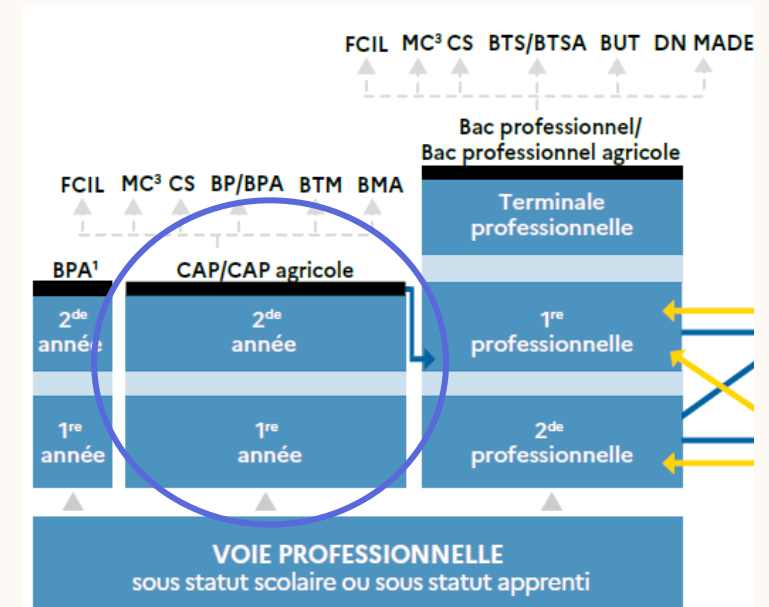 FCIL MC³ CS BTS/BTSA BUT DN MADE
Bac professionnel/
Bac professionnel agricole
Terminale
professionnelle
FCIL MC³ CS BP/BPA BTM BMA
BPA¹
CAP/CAP agricole
2de
année
2de
année
1re
professionnelle
1re
année
1re
année
2de
professionnelle
VOIE PROFESSIONNELLE
sous statut scolaire ou sous statut apprenti